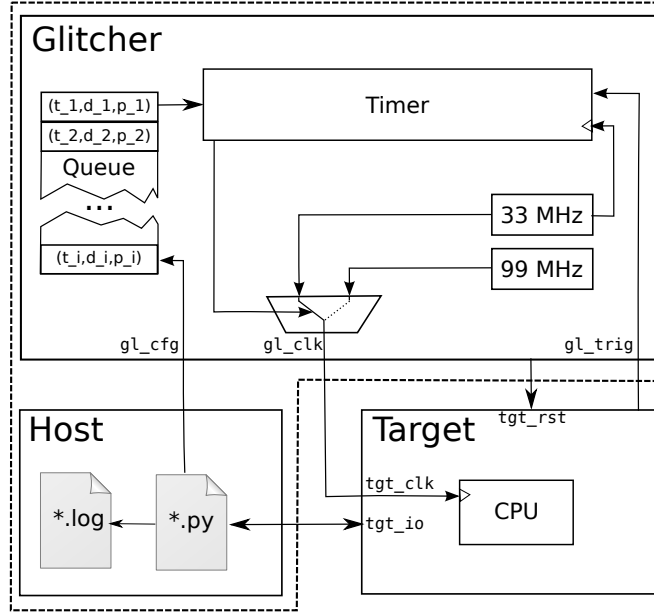 Glitcher
(t_1,d_1,p_1)
(t_2,d_2,p_2)
Queue
...
(t_i,d_i,p_i)
Timer
33 MHz
99 MHz
gl_cfg
gl_clk
gl_trig
tgt_rst
Host
*.log
*.py
Target
tgt_clk
tgt_io
CPU